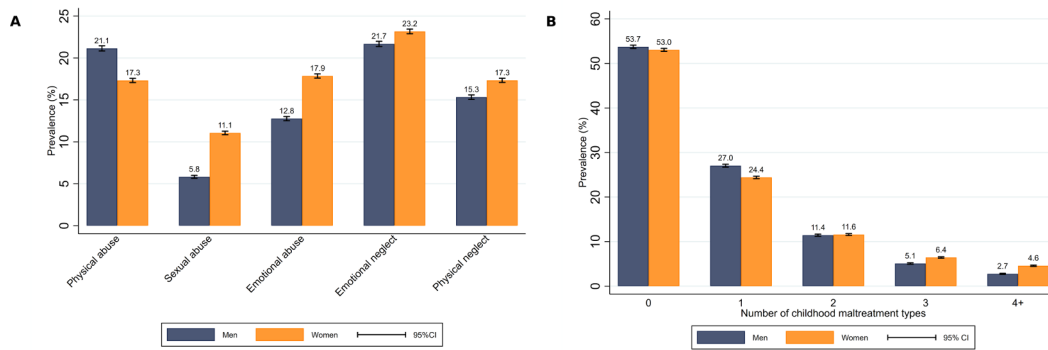 A
Prevalence (%)
25
20
15
10
5
0
21.1
17.3
5.8
11.1
12.8
17.9
21.7
23.2
15.3
17.3
Physical abuse
Sexual abuse
Emotional abuse
Emotional neglect
Physical neglect
Men
Women
95%CI
B
Prevalence (%)
60
50
40
30
20
10
0
53.7
53.0
27.0
24.4
11.4
11.6
5.1
6.4
2.7
4.6
0
1
2
3
4+
Number of childhood maltreatment types
Men
Women
95% CI